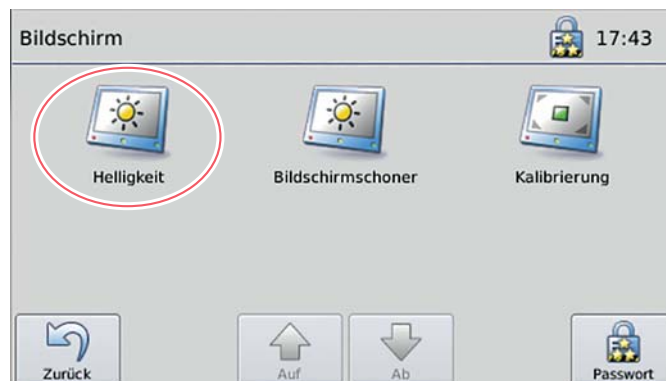 Bildschirm 17:43
Helligkeit Bildschirmschoner Kalibrierung
Zurück Auf Ab Passwort